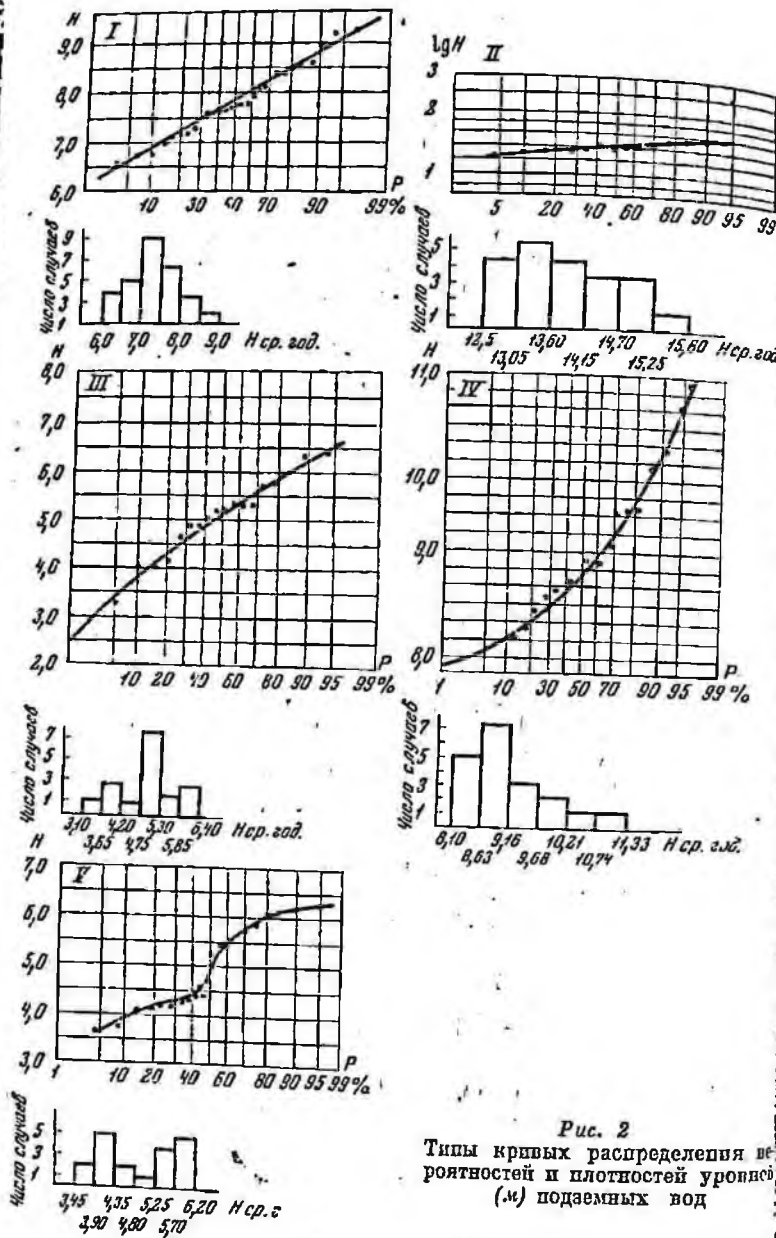 H
I
9,0
8,0
7,0
6,0
P
10 30 50 70 90 99%
Число случаев
9
7
5
3
1
6,0 7,0 8,0 9,0 H ср. год.
lgH
II
3
2
1
5 20 40 60 80 90 95 99
Число случаев
5
3
1
12,5 13,60 14,70 15,80 H ср. год
13,05 14,15 15,25
H
8,0
III
7,0
6,0
5,0
4,0
3,0
2,0
P
10 20 40 60 80 90 95 99%
Число случаев
7
5
3
1
3,10 4,20 5,30 6,40 H ср. год.
3,65 4,75 5,85
H
11,0
IV
10,0
9,0
8,0
P
1 10 30 50 70 90 95 99%
Число случаев
7
5
3
1
8,10 9,16 10,21 11,33 H ср. год.
8,63 9,68 10,74
H
7,0
V
6,0
5,0
4,0
3,0
P
1 10 20 40 60 80 90 95 99%
Число случаев
5
3
1
3,45 4,35 5,25 6,20 H ср. г
3,90 4,80 5,70
Рис. 2
Типы кривых распределения ве
роятностей и плотностей уровней
(м) подземных вод